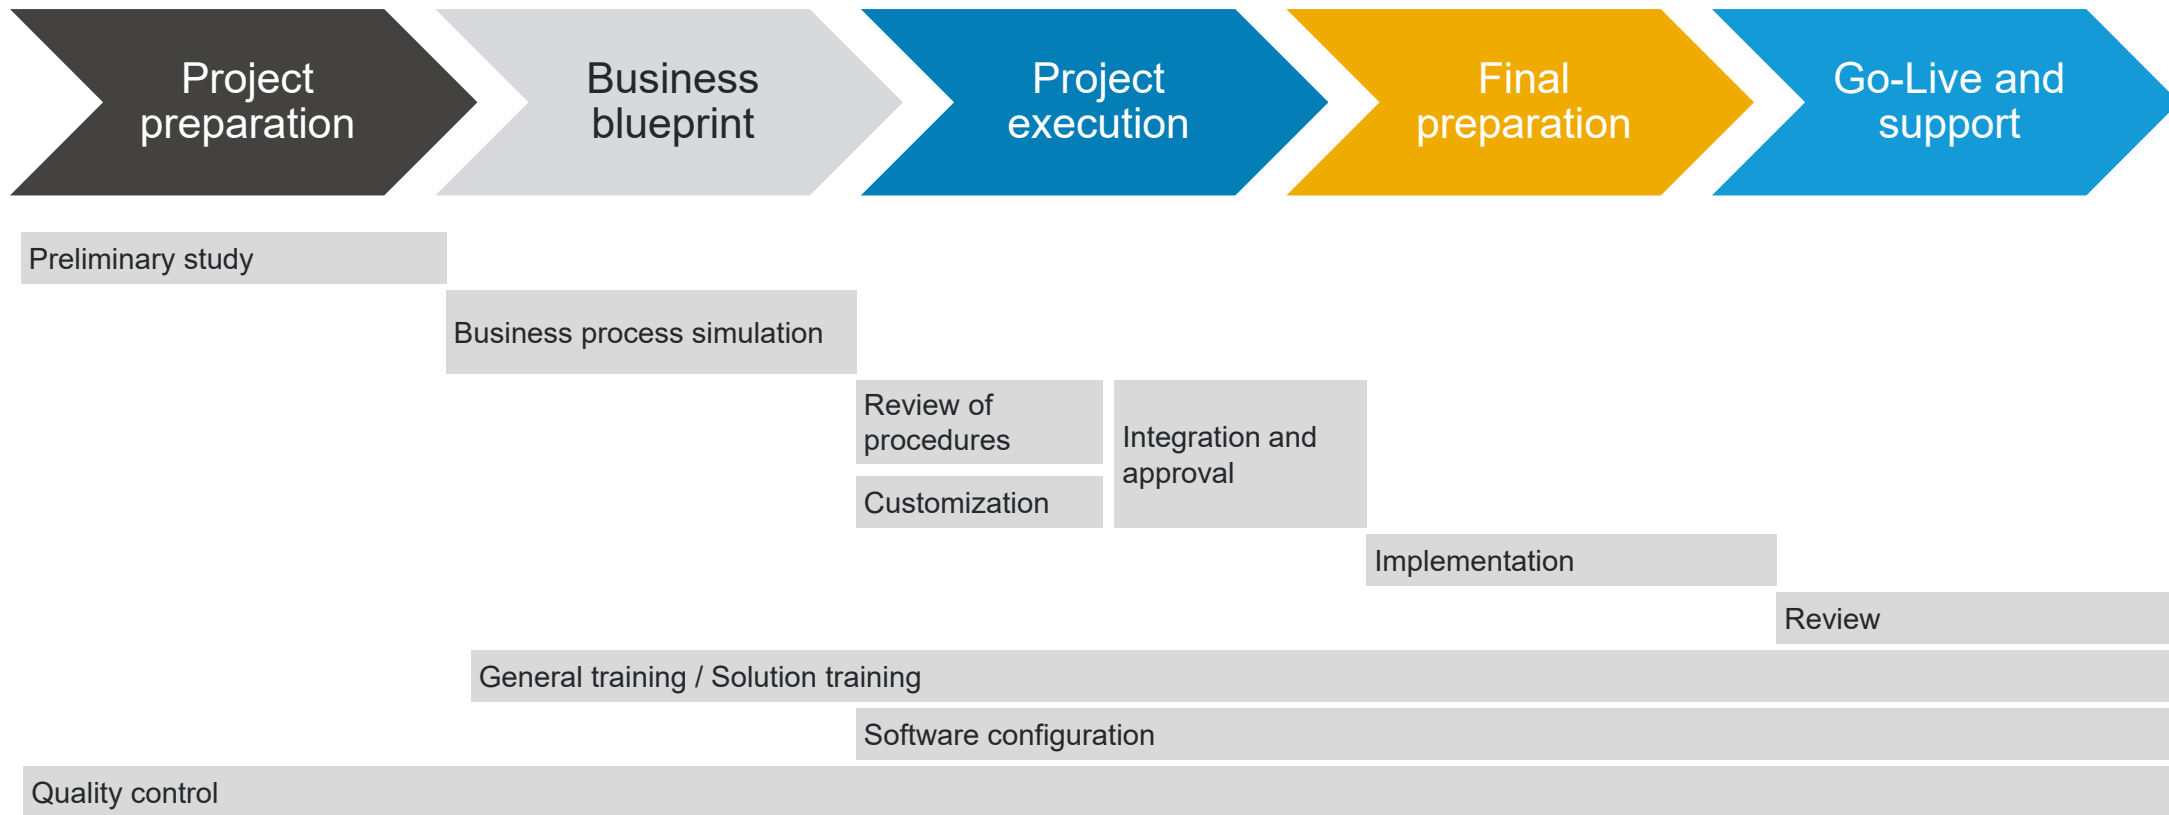 Project
preparation
Business
blueprint
Project
execution
Final
preparation
Go-Live and
support
Preliminary study
Business process simulation
Review of
procedures
Integration and
approval
Customization
Implementation
Review
General training / Solution training
Software configuration
Quality control